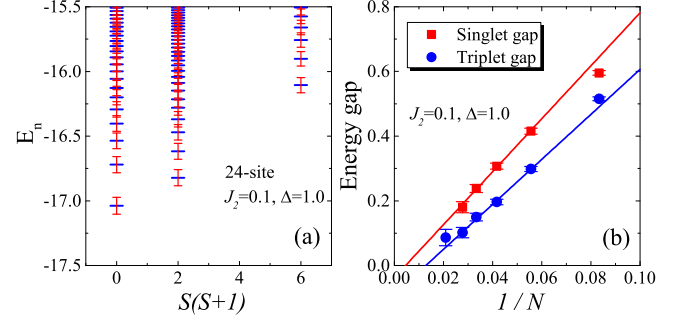 -15.5
-16.0
-16.5
-17.0
-17.5
E_n
0
2
4
6
S(S+1)
24-site
J_2=0.1, Δ=1.0
(a)
0.8
0.6
0.4
0.2
0.0
Energy gap
Singlet gap
Triplet gap
J_2=0.1, Δ=1.0
(b)
0.00
0.02
0.04
0.06
0.08
0.10
1 / N